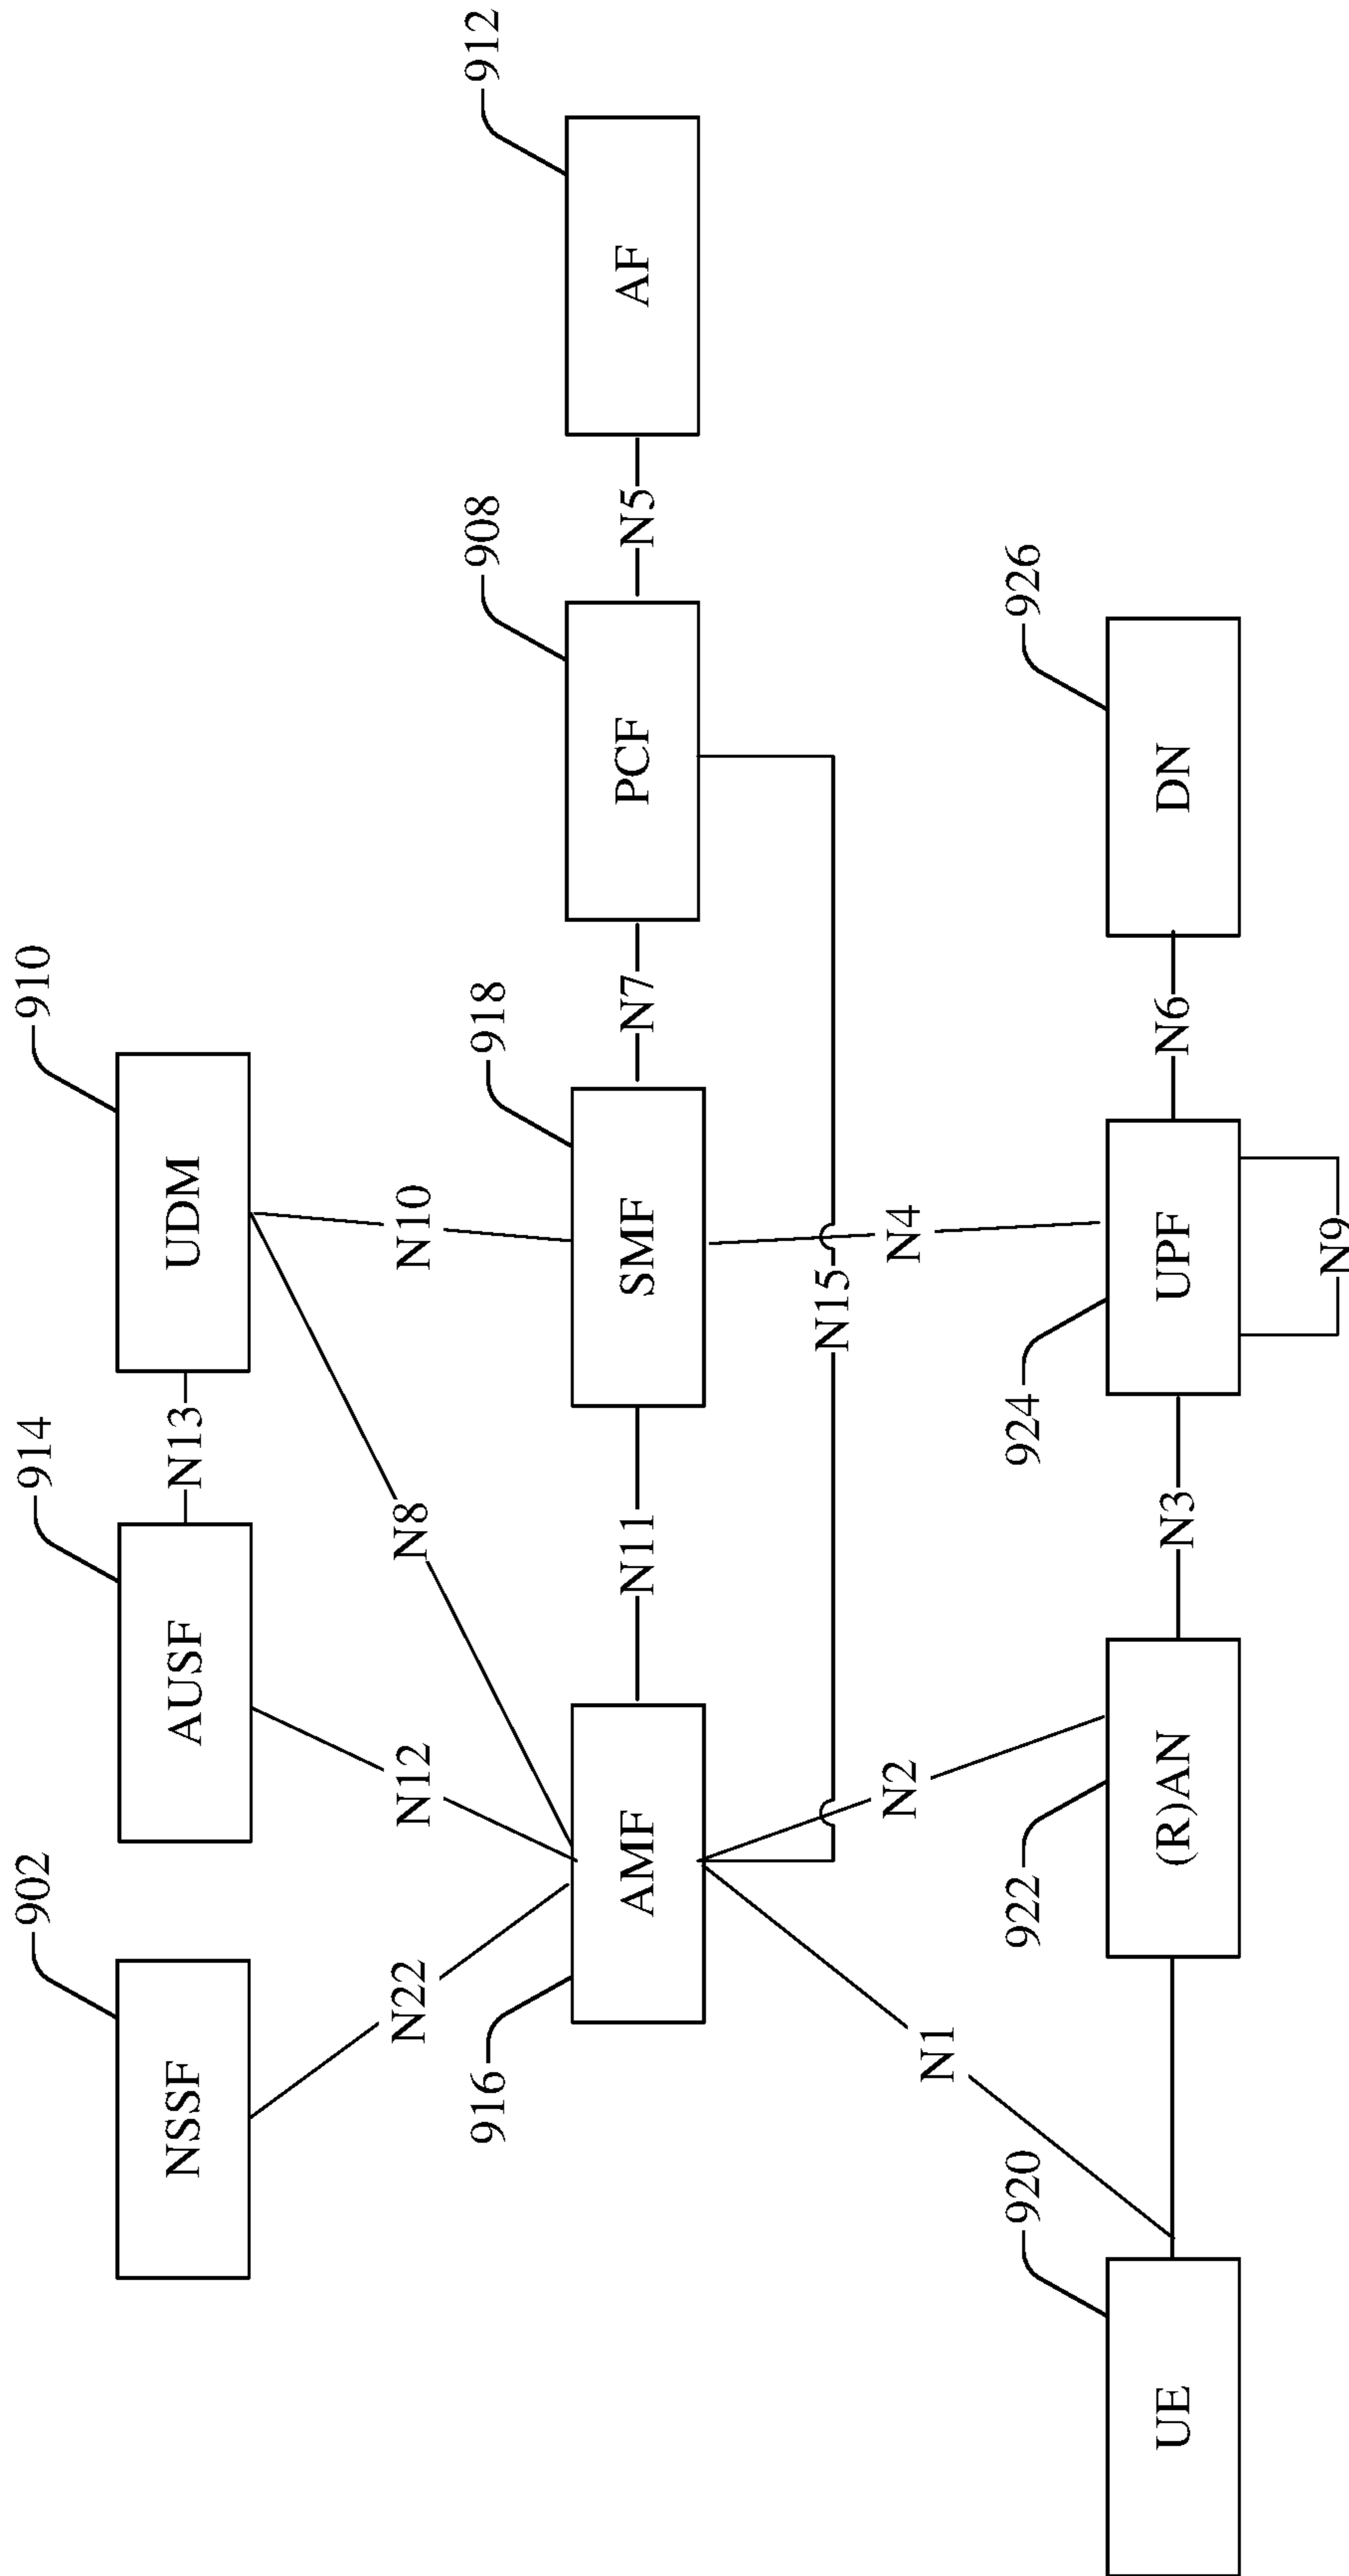 902
914
910
NSSF
AUSF
N13
UDM
N22
N12
N8
N10
916
918
908
912
AMF
N11
SMF
N7
PCF
N5
AF
N15
N1
N2
N4
920
922
924
926
UE
(R)AN
N3
UPF
N6
DN
N9